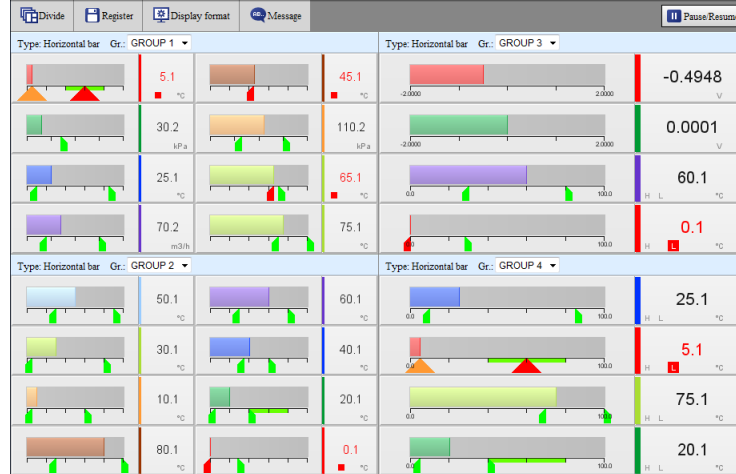 Divide Register Display format Message Pause/Resume
Type: Horizontal bar Gr.: GROUP 1
5.1 °C
45.1 °C
30.2 kPa
110.2 kPa
25.1 °C
65.1 °C
70.2 m3/h
75.1 °C
Type: Horizontal bar Gr.: GROUP 3
-2.0000 2.0000 -0.4948 V
-2.0000 2.0000 0.0001 V
0.0 100.0 H L 60.1 °C
0.0 100.0 H L 0.1 °C
Type: Horizontal bar Gr.: GROUP 2
50.1 °C
60.1 °C
30.1 °C
40.1 °C
10.1 °C
20.1 °C
80.1 °C
0.1 °C
Type: Horizontal bar Gr.: GROUP 4
0.0 100.0 H L 25.1 °C
0.0 100.0 H L 5.1 °C
0.0 100.0 H L 75.1 °C
0.0 100.0 H L 20.1 °C